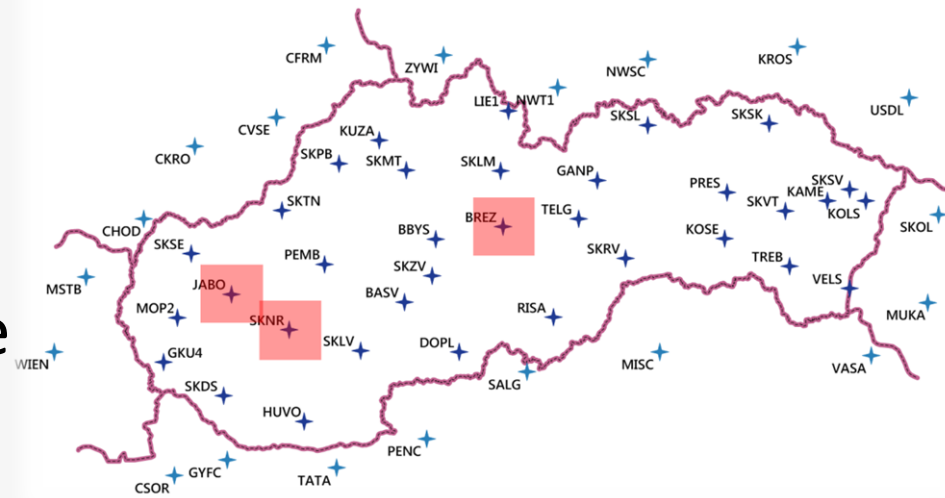 CFRM
ZYWI
NWSC
KROS
LIE1
NWT1
USDL
CVSE
KUZA
SKSL
SKSK
CKRO
SKPB
SKMT
SKLM
GANP
PRES
SKSV
KAME
SKTN
SKVT
KOLS
CHOD
BREZ
TELG
SKOL
SKSE
BBYS
KOSE
PEMB
SKRV
TREB
MSTB
JABO
SKZV
VELS
BASV
MOP2
RISA
MUKA
SKNR
e
SKLV
DOPL
WIEN
GKU4
MISC
VASA
SKDS
SALG
HUVO
PENC
GYFC
TATA
CSOR